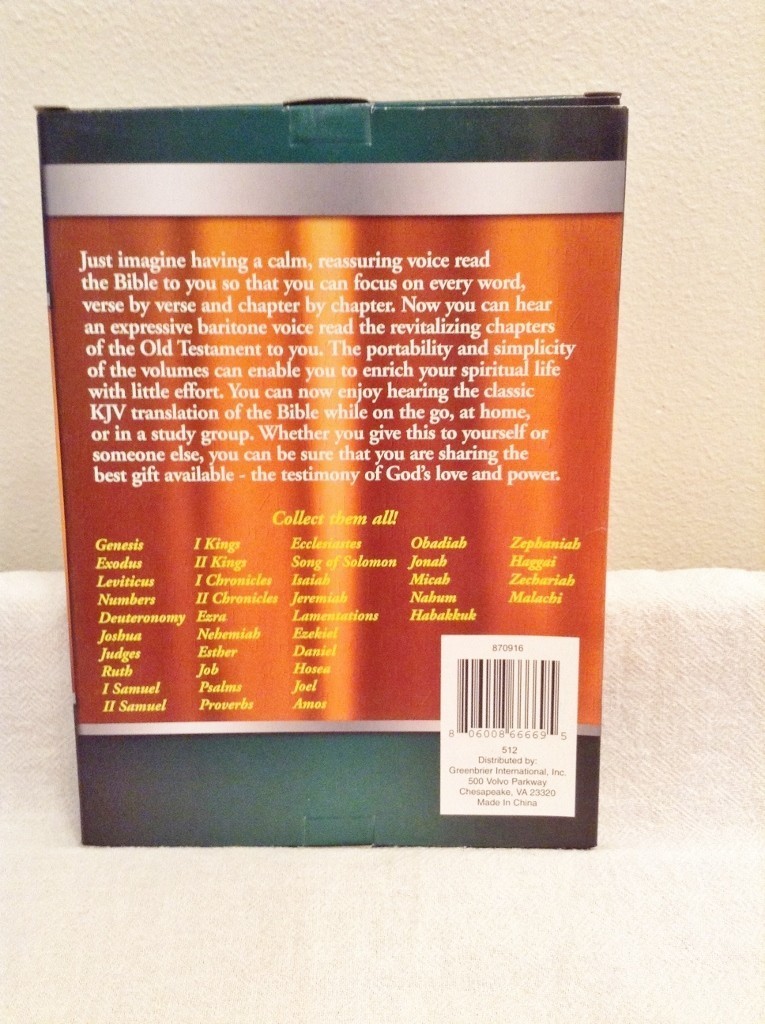 Just imagine having a calm, reassuring voice read
the Bible to you so that you can focus on every word,
verse by verse and chapter by chapter. Now you can hear
an expressive baritone voice read the revitalizing chapters
of the Old Testament to you. The portability and simplicity
of the volumes can enable you to enrich your spiritual life
with little effort. You can now enjoy hearing the classic
KJV translation of the Bible while on the go, at home,
or in a study group. Whether you give this to yourself or
someone else, you can be sure that you are sharing the
best gift available - the testimony of God's love and power.
Collect them all!
Genesis
Exodus
Leviticus
Numbers
Deuteronomy
Joshua
Judges
Ruth
I Samuel
II Samuel
I Kings
II Kings
I Chronicles
II Chronicles
Ezra
Nehemiah
Esther
Job
Psalms
Proverbs
Ecclesiastes
Song of Solomon
Isaiah
Jeremiah
Lamentations
Ezekiel
Daniel
Hosea
Joel
Amos
Obadiah
Jonah
Micah
Nahum
Habakkuk
Zephaniah
Haggai
Zechariah
Malachi
870916
8 06008 66669 5
512
Distributed by:
Greenbrier International, Inc.
500 Volvo Parkway
Chesapeake, VA 23320
Made In China